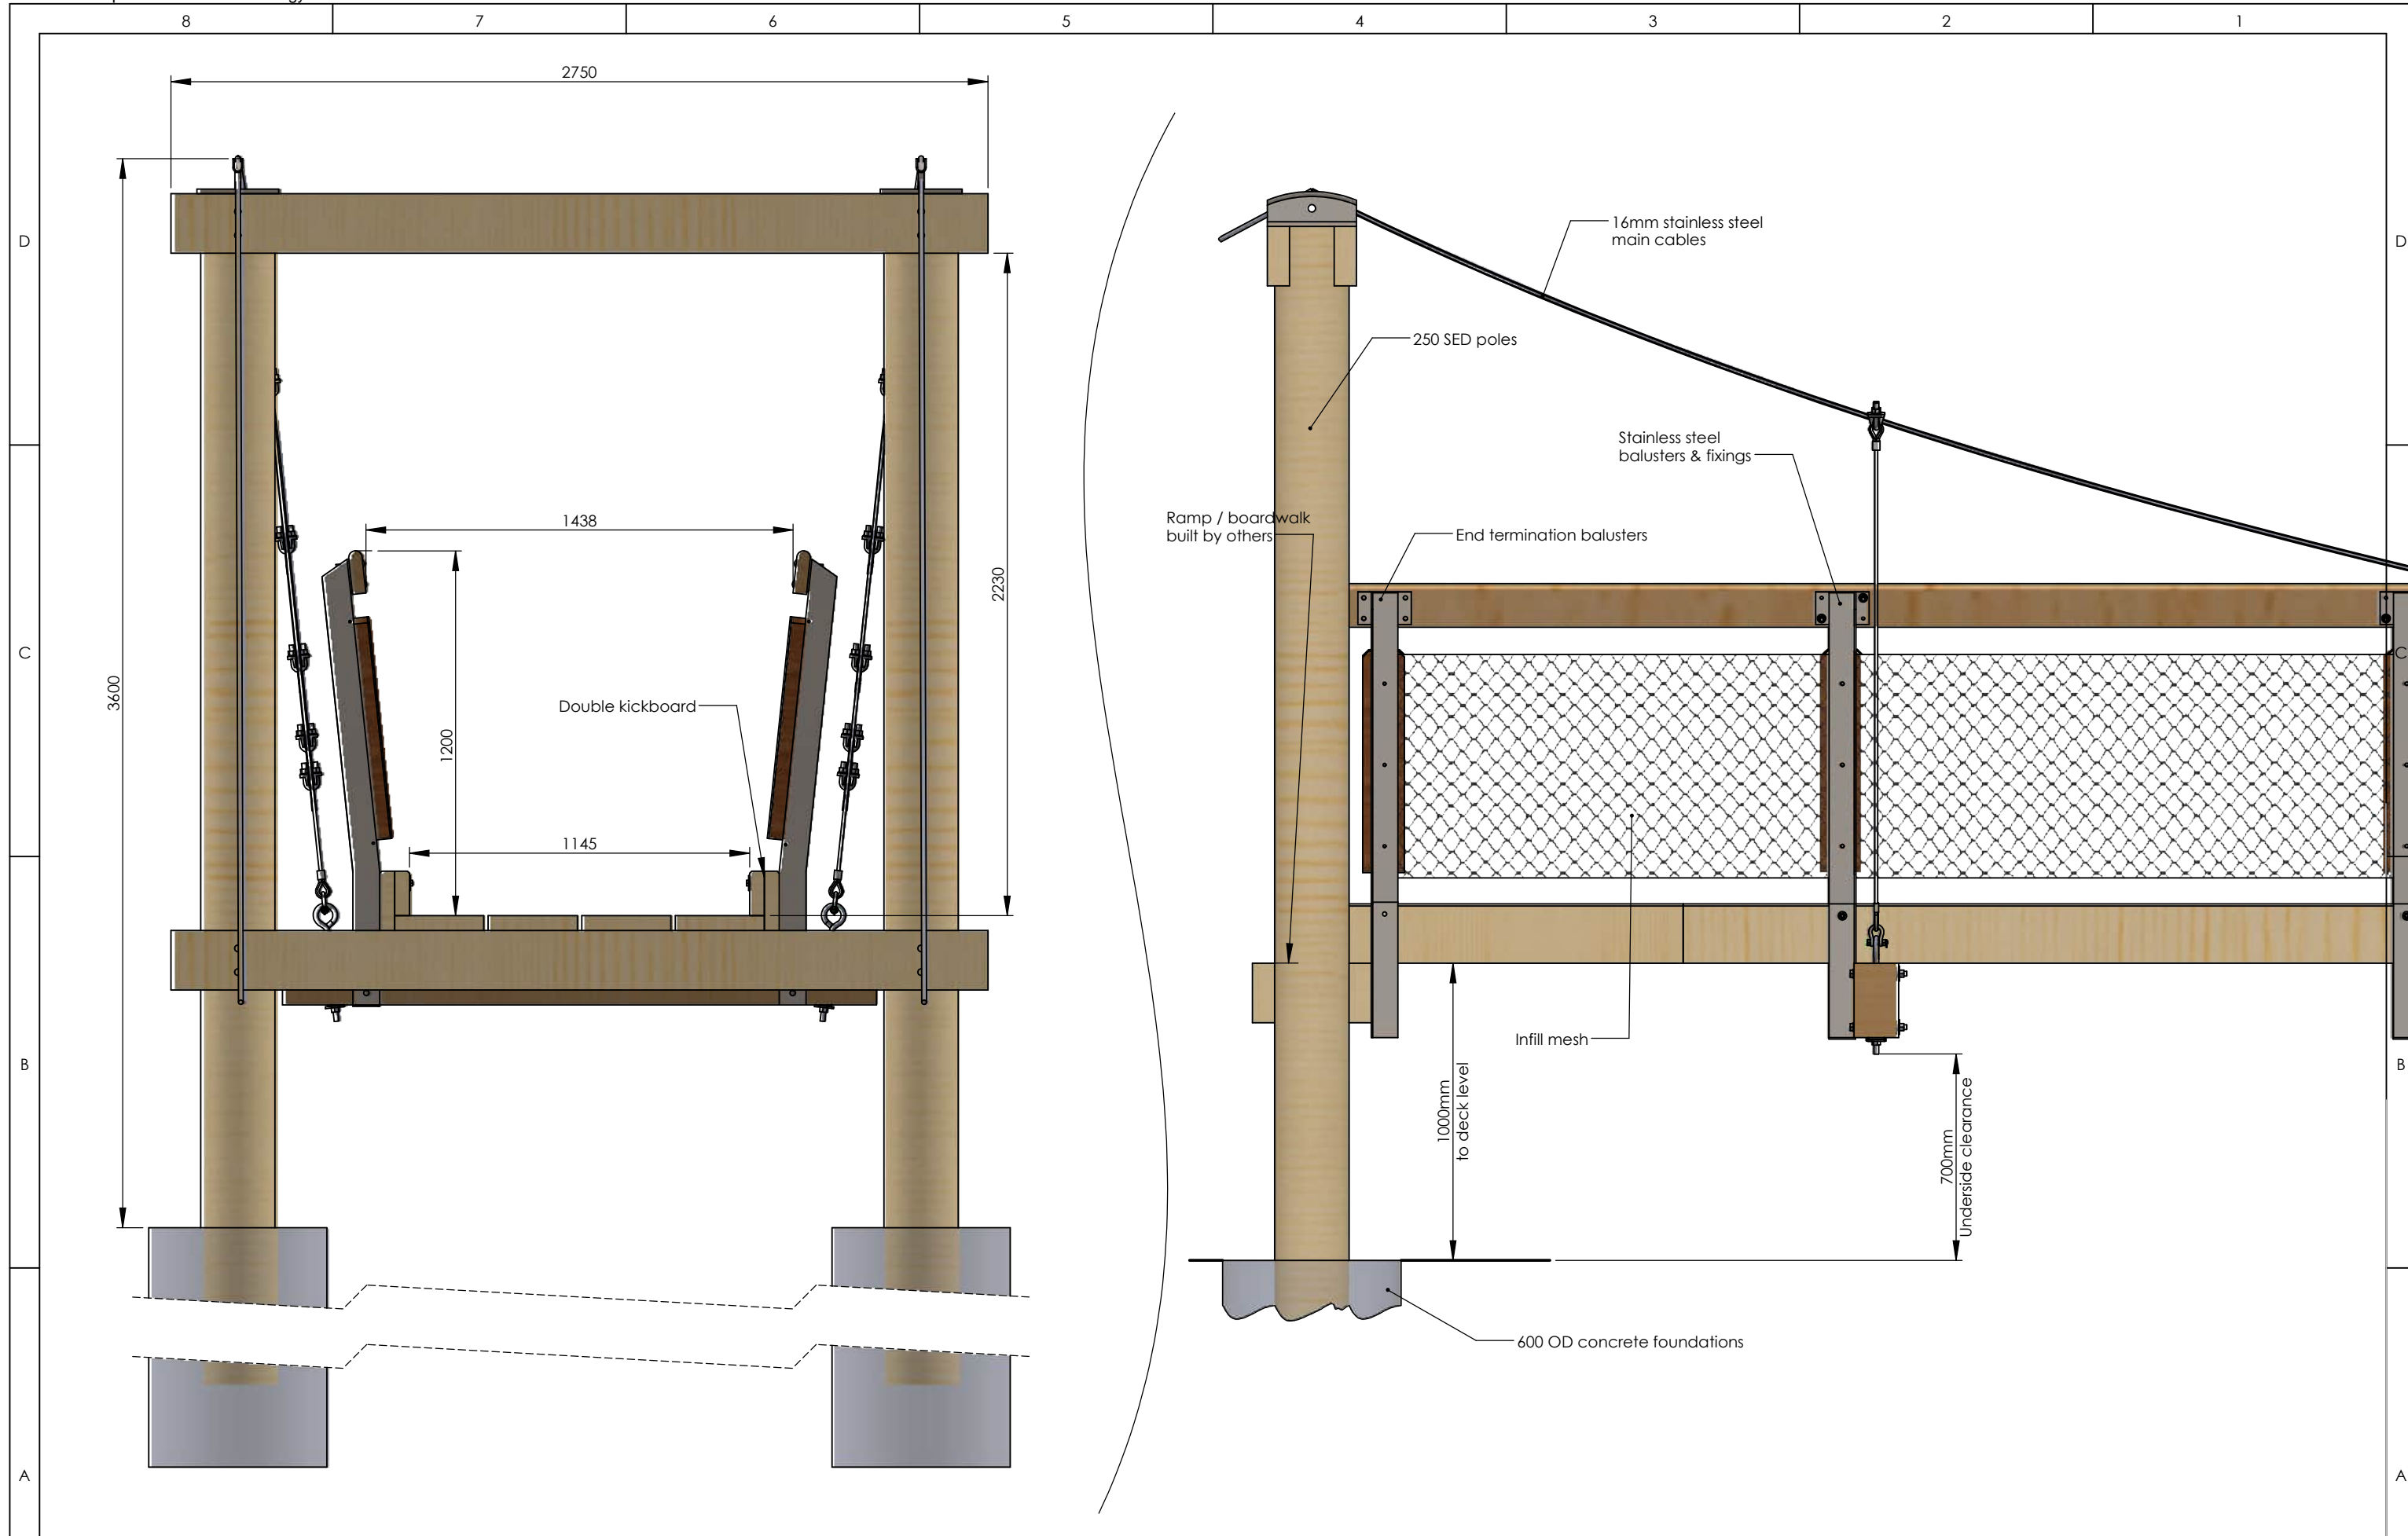 8 7 6 5 4 3 2 1
D
C
B
A
2750
3600
1438
1200
2230
1145
Double kickboard
16mm stainless steel
main cables
250 SED poles
Stainless steel
balusters & fixings
Ramp / boardwalk
built by others
End termination balusters
Infill mesh
1000mm
to deck level
700mm
Underside clearance
600 OD concrete foundations
D
C
B
A